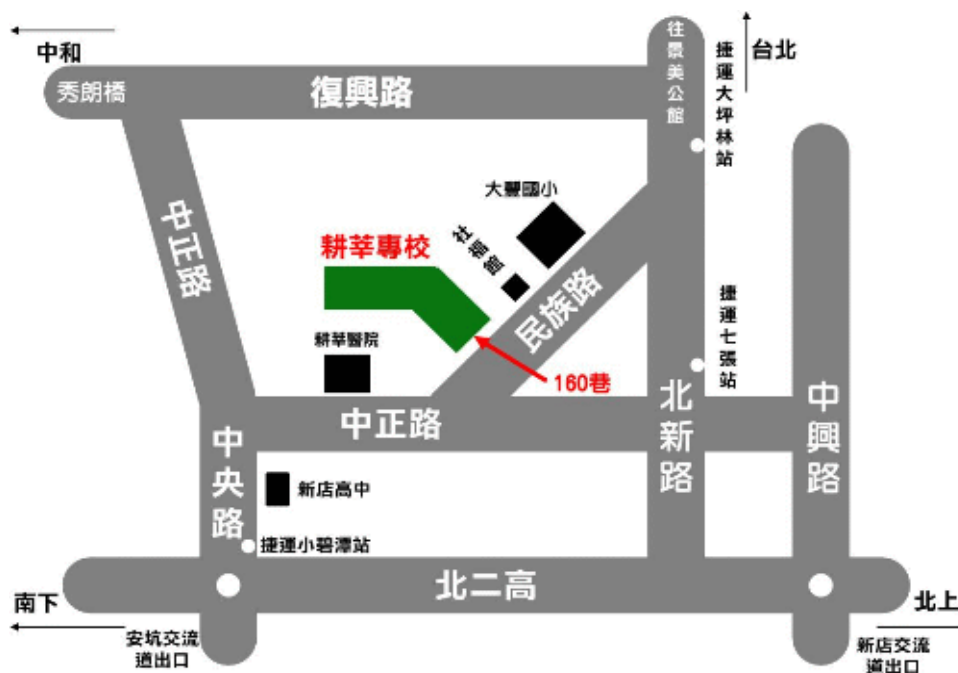 中和
台北
秀朗橋
復興路
往景美公館
捷運大坪林站
中正路
大豐國小
社福館
耕莘專校
民族路
捷運七張站
耕莘醫院
160巷
中正路
北新路
中興路
中央路
新店高中
捷運小碧潭站
北二高
南下
北上
安坑交流
道出口
新店交流
道出口